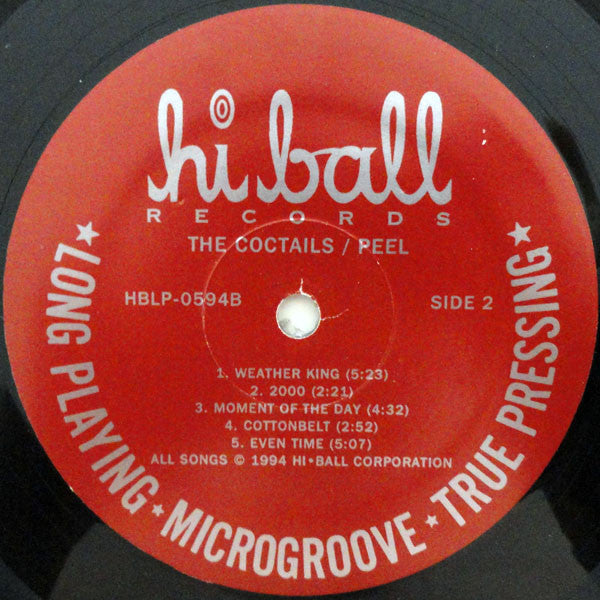 hi ball
RECORDS
THE COCTAILS / PEEL
HBLP-0594B
SIDE 2
1. WEATHER KING (5:23)
2. 2000 (2:21)
3. MOMENT OF THE DAY (4:32)
4. COTTONBELT (2:52)
5. EVEN TIME (5:07)
ALL SONGS © 1994 HI•BALL CORPORATION
★LONG PLAYING★MICROGROOVE★TRUE PRESSING★